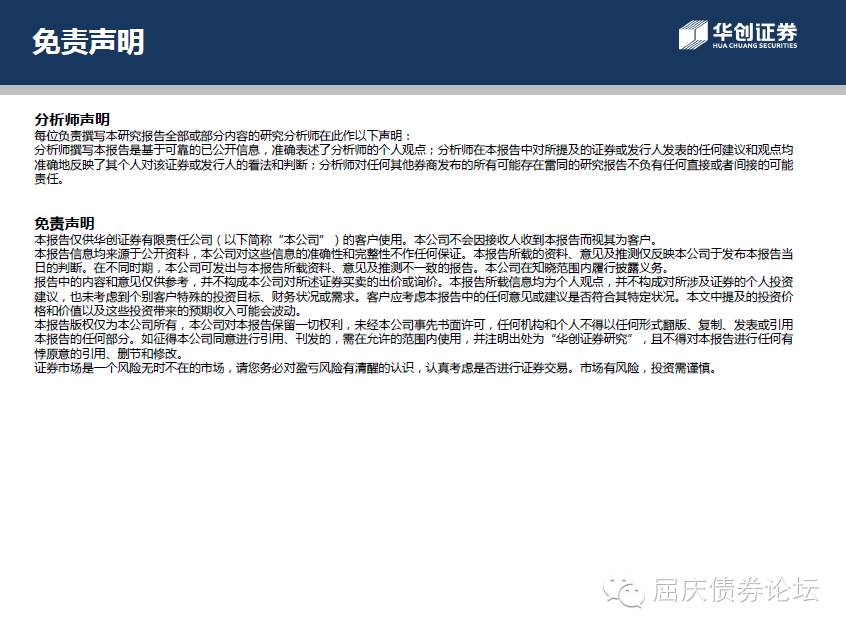 免责声明
华创证券
HUA CHUANG SECURITIES
分析师声明
每位负责撰写本研究报告全部或部分内容的研究分析师在此作以下声明：
分析师撰写本报告是基于可靠的已公开信息，准确表述了分析师的个人观点；分析师在本报告中对所提及的证券或发行人发表的任何建议和观点均
准确地反映了其个人对该证券或发行人的看法和判断；分析师对任何其他券商发布的所有可能存在雷同的研究报告不负有任何直接或者间接的可能
责任。
免责声明
本报告仅供华创证券有限责任公司（以下简称“本公司”）的客户使用。本公司不会因接收人收到本报告而视其为客户。
本报告信息均来源于公开资料，本公司对这些信息的准确性和完整性不作任何保证。本报告所载的资料、意见及推测仅反映本公司于发布本报告当
日的判断。在不同时期，本公司可发出与本报告所载资料、意见及推测不一致的报告。本公司在知晓范围内履行披露义务。
报告中的内容和意见仅供参考，并不构成本公司对所述证券买卖的出价或询价。本报告所载信息均为个人观点，并不构成对所涉及证券的个人投资
建议，也未考虑到个别客户特殊的投资目标、财务状况或需求。客户应考虑本报告中的任何意见或建议是否符合其特定状况。本文中提及的投资价
格和价值以及这些投资带来的预期收入可能会波动。
本报告版权仅为本公司所有，本公司对本报告保留一切权利，未经本公司事先书面许可，任何机构和个人不得以任何形式翻版、复制、发表或引用
本报告的任何部分。如征得本公司同意进行引用、刊发的，需在允许的范围内使用，并注明出处为“华创证券研究”，且不得对本报告进行任何有
悖原意的引用、删节和修改。
证券市场是一个风险无时不在的市场，请您务必对盈亏风险有清醒的认识，认真考虑是否进行证券交易。市场有风险，投资需谨慎。
屈庆债券论坛